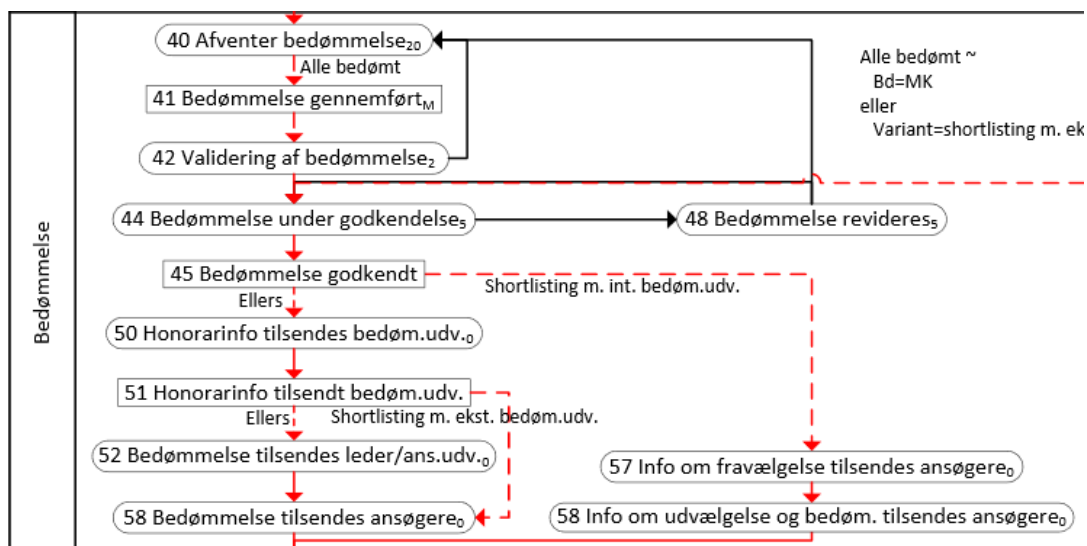 Bedømmelse
40 Afventer bedømmelse₂₀
Alle bedømt
41 Bedømmelse gennemførtM
42 Validering af bedømmelse₂
Alle bedømt ~
Bd=MK
eller
Variant=shortlisting m. ek
44 Bedømmelse under godkendelse₅
48 Bedømmelse revideres₅
45 Bedømmelse godkendt
Shortlisting m. int. bedøm.udv.
Ellers
50 Honorarinfo tilsendes bedøm.udv.₀
51 Honorarinfo tilsendt bedøm.udv.
Ellers
Shortlisting m. ekst. bedøm.udv.
52 Bedømmelse tilsendes leder/ans.udv.₀
57 Info om fravælgelse tilsendes ansøgere₀
58 Bedømmelse tilsendes ansøgere₀
58 Info om udvælgelse og bedøm. tilsendes ansøgere₀